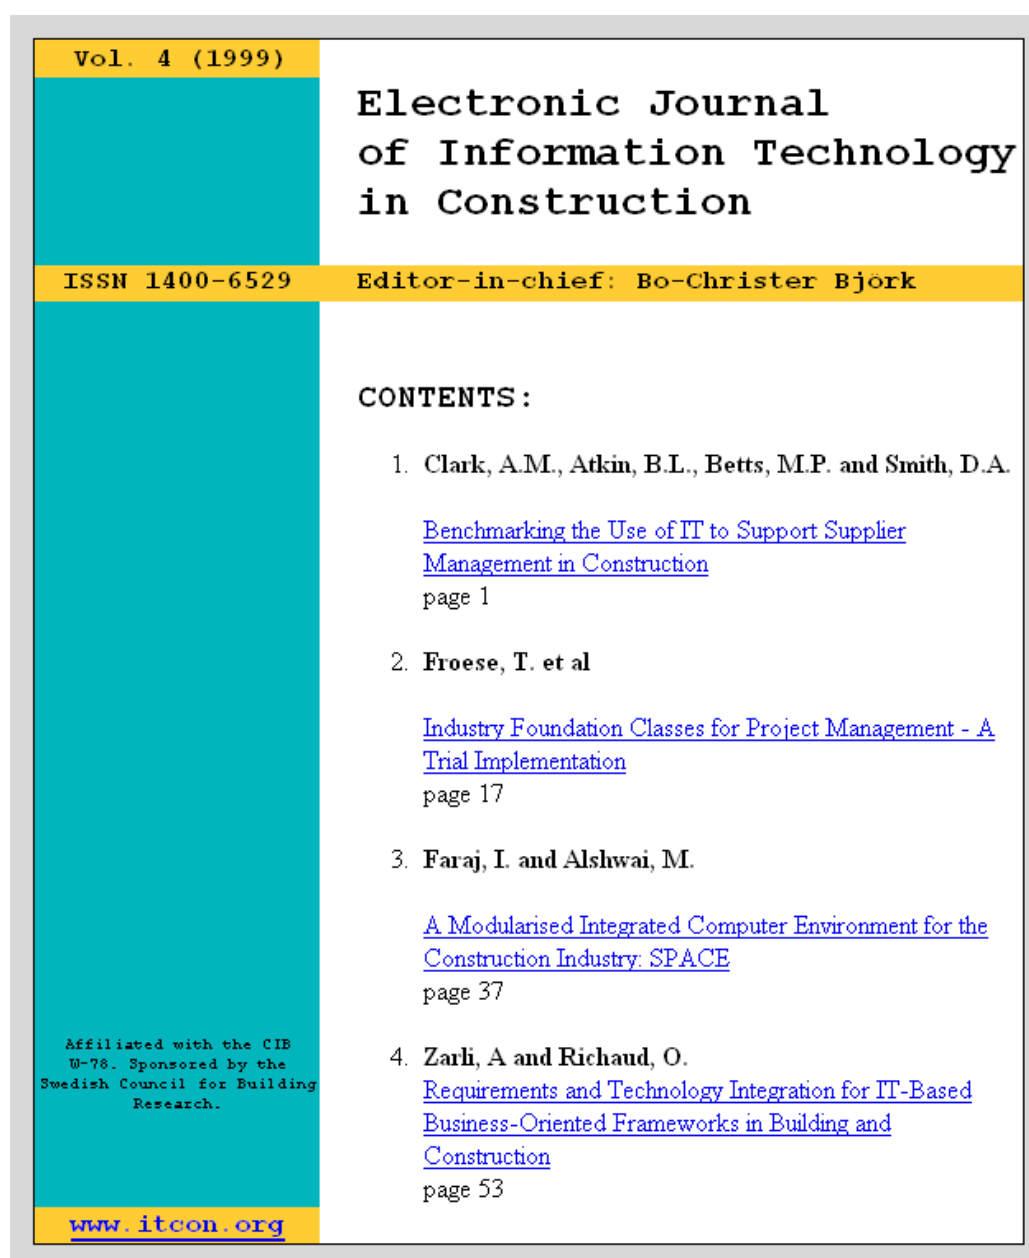 Vol. 4 (1999)
Electronic Journal
of Information Technology
in Construction
ISSN 1400-6529
Editor-in-chief: Bo-Christer Björk
CONTENTS:
1. Clark, A.M., Atkin, B.L., Betts, M.P. and Smith, D.A.
Benchmarking the Use of IT to Support Supplier
Management in Construction
page 1
2. Froese, T. et al
Industry Foundation Classes for Project Management - A
Trial Implementation
page 17
3. Faraj, I. and Alshwai, M.
A Modularised Integrated Computer Environment for the
Construction Industry: SPACE
page 37
4. Zarli, A and Richaud, O.
Requirements and Technology Integration for IT-Based
Business-Oriented Frameworks in Building and
Construction
page 53
Affiliated with the CIB
W-78. Sponsored by the
Swedish Council for Building
Research.
www.itcon.org